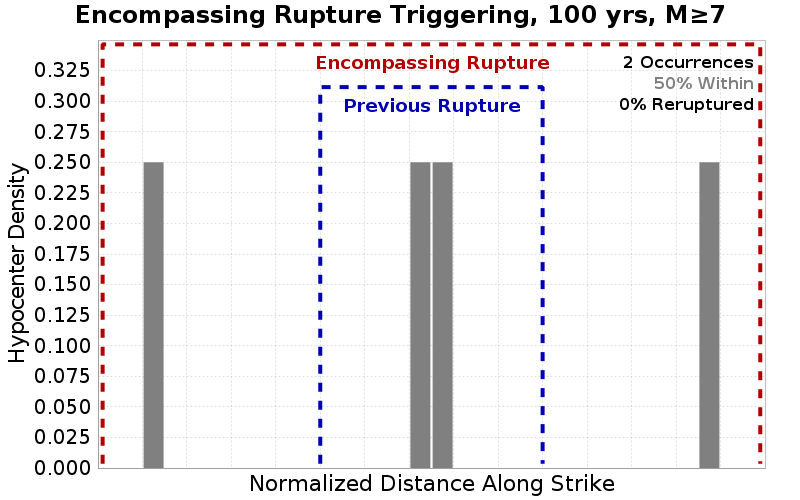 Encompassing Rupture Triggering, 100 yrs, M≥7
Encompassing Rupture
2 Occurrences
50% Within
Previous Rupture
0% Reruptured
Hypocenter Density
0.325
0.300
0.275
0.250
0.225
0.200
0.175
0.150
0.125
0.100
0.075
0.050
0.025
0.000
Normalized Distance Along Strike